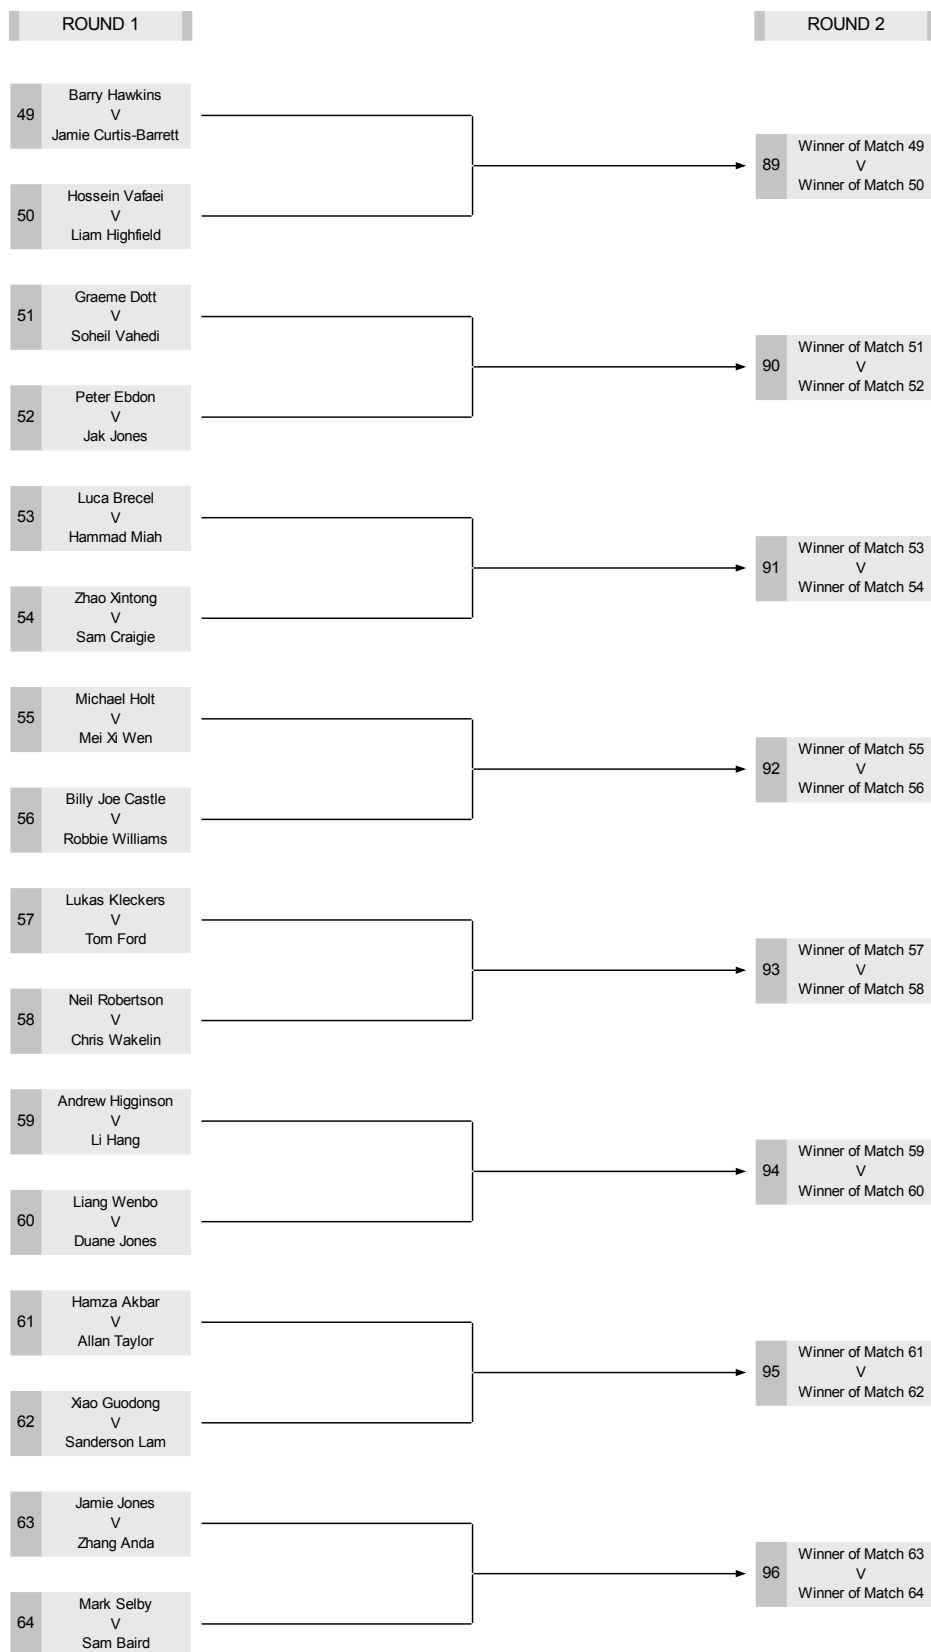 ROUND 1
ROUND 2
49
Barry Hawkins
V
Jamie Curtis-Barrett
50
Hossein Vafaei
V
Liam Highfield
89
Winner of Match 49
V
Winner of Match 50
51
Graeme Dott
V
Soheil Vahedi
52
Peter Ebdon
V
Jak Jones
90
Winner of Match 51
V
Winner of Match 52
53
Luca Brecel
V
Hammad Miah
54
Zhao Xintong
V
Sam Craigie
91
Winner of Match 53
V
Winner of Match 54
55
Michael Holt
V
Mei Xi Wen
56
Billy Joe Castle
V
Robbie Williams
92
Winner of Match 55
V
Winner of Match 56
57
Lukas Kleckers
V
Tom Ford
58
Neil Robertson
V
Chris Wakelin
93
Winner of Match 57
V
Winner of Match 58
59
Andrew Higginson
V
Li Hang
60
Liang Wenbo
V
Duane Jones
94
Winner of Match 59
V
Winner of Match 60
61
Hamza Akbar
V
Allan Taylor
62
Xiao Guodong
V
Sanderson Lam
95
Winner of Match 61
V
Winner of Match 62
63
Jamie Jones
V
Zhang Anda
64
Mark Selby
V
Sam Baird
96
Winner of Match 63
V
Winner of Match 64